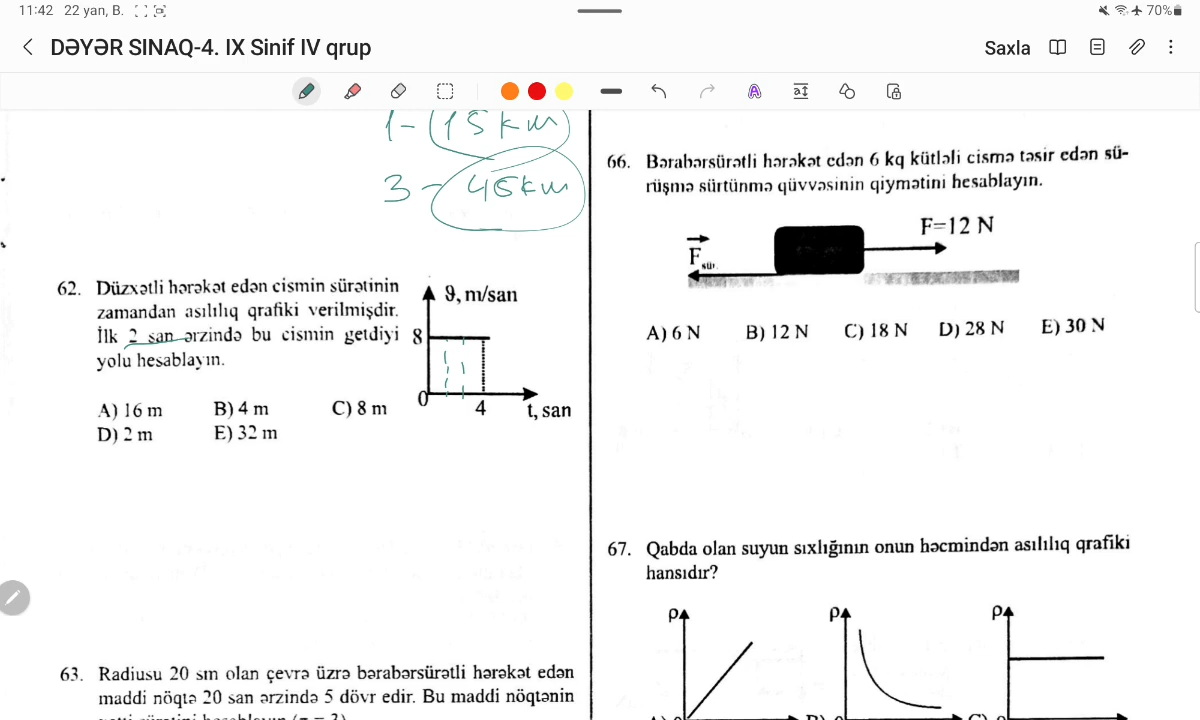 11:42 22 yan, B.
70%
DƏYƏR SINAQ-4. IX Sinif IV qrup
Saxla
1-(15 km)
3- 45km
62. Düzxətli hərəkət edən cismin sürətinin
zamandan asılılıq qrafiki verilmişdir.
İlk 2 san ərzində bu cismin getdiyi
yolu hesablayın.
ϑ, m/san
8
0
4
t, san
A) 16 m B) 4 m C) 8 m
D) 2 m E) 32 m
63. Radiusu 20 sm olan çevrə üzrə bərabərsürətli hərəkət edən
maddi nöqtə 20 san ərzində 5 dövr edir. Bu maddi nöqtənin
66. Bərabərsürətli hərəkət edən 6 kq kütləli cismə təsir edən sü-
rüşmə sürtünmə qüvvəsinin qiymətini hesablayın.
F=12 N
F sür.
A) 6 N B) 12 N C) 18 N D) 28 N E) 30 N
67. Qabda olan suyun sıxlığının onun həcmindən asılılıq qrafiki
hansıdır?
ρ ρ ρ